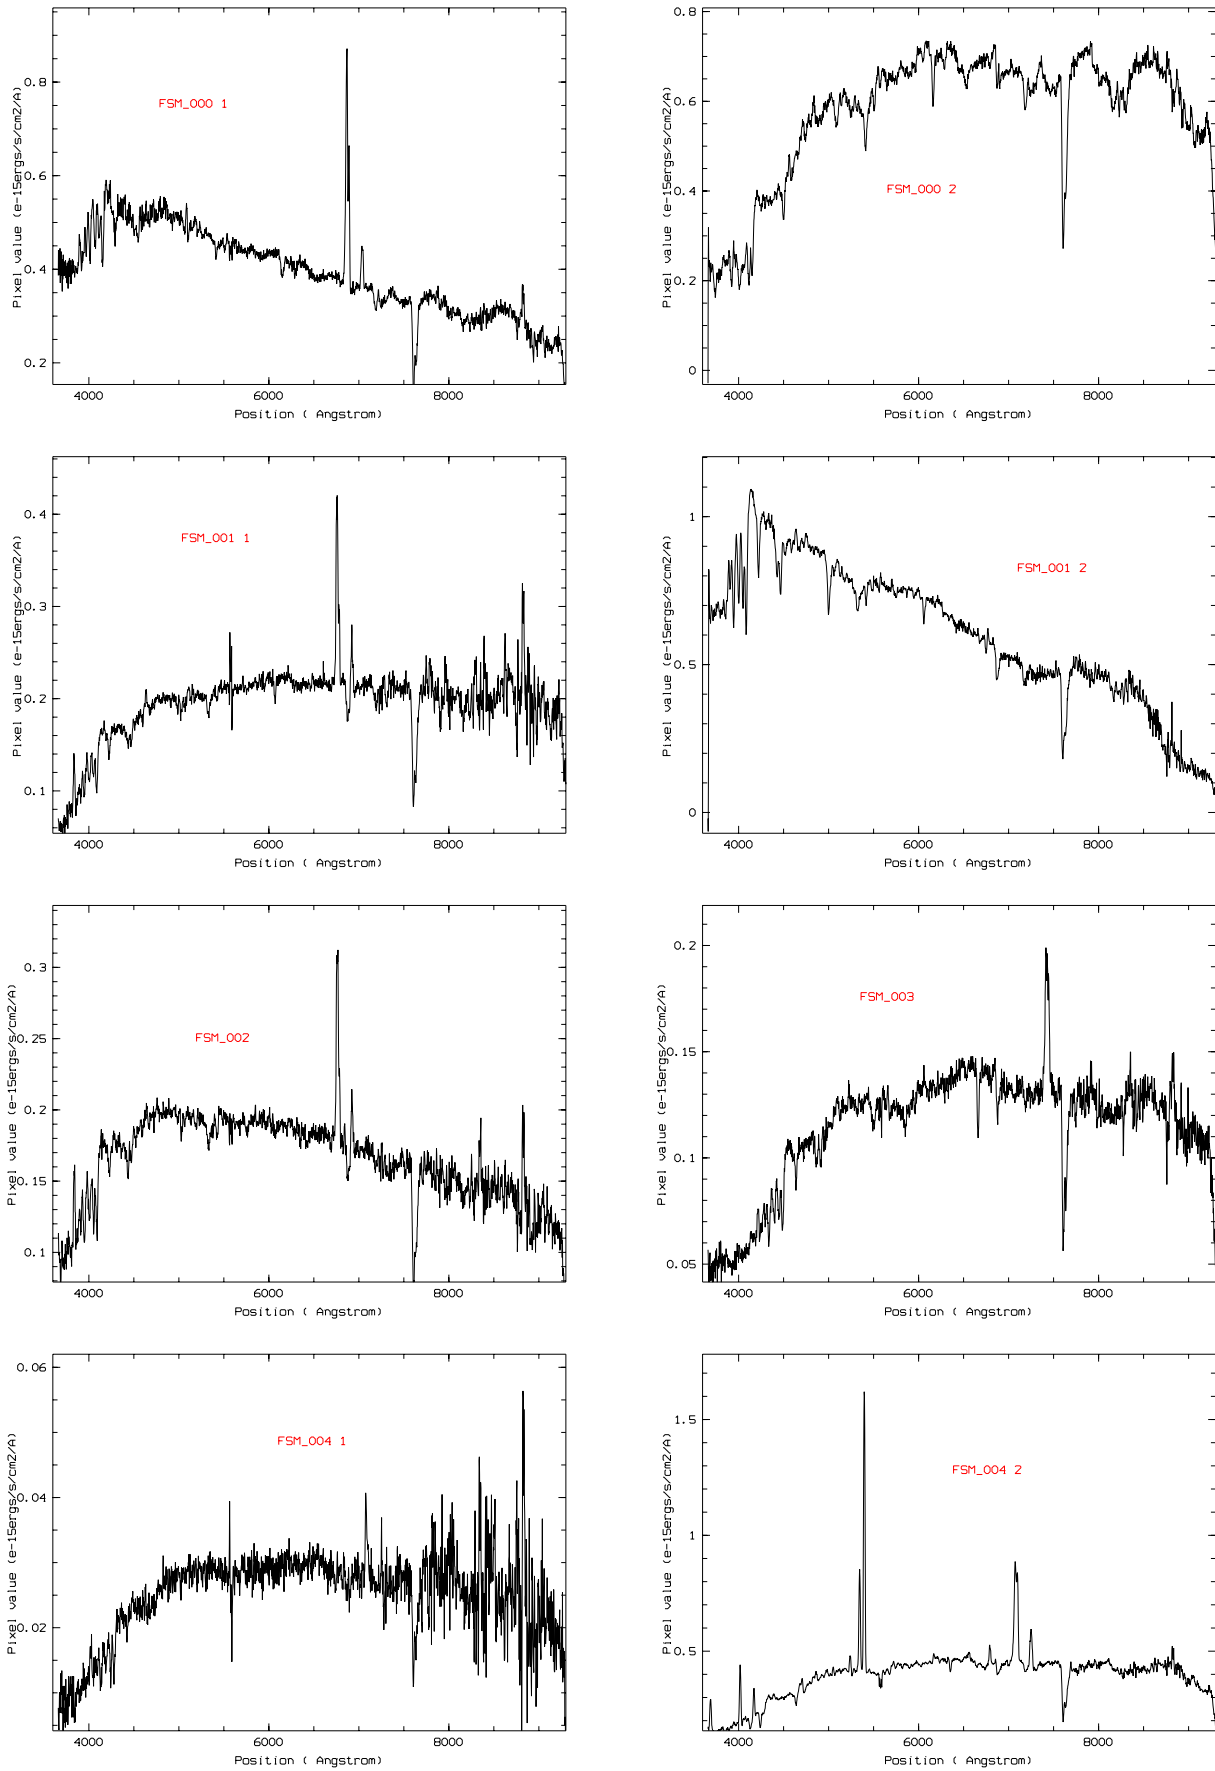 0.8
0.6
0.4
0.2
Pixel value (e-15ergs/s/cm2/A)
FSM_000 1
4000 6000 8000
Position ( Angstrom)
0.8
0.6
0.4
0.2
0
Pixel value (e-15ergs/s/cm2/A)
FSM_000 2
4000 6000 8000
Position ( Angstrom)
0.4
0.3
0.2
0.1
Pixel value (e-15ergs/s/cm2/A)
FSM_001 1
4000 6000 8000
Position ( Angstrom)
1
0.5
0
Pixel value (e-15ergs/s/cm2/A)
FSM_001 2
4000 6000 8000
Position ( Angstrom)
0.3
0.25
0.2
0.15
0.1
Pixel value (e-15ergs/s/cm2/A)
FSM_002
4000 6000 8000
Position ( Angstrom)
0.2
0.15
0.1
0.05
Pixel value (e-15ergs/s/cm2/A)
FSM_003
4000 6000 8000
Position ( Angstrom)
0.06
0.04
0.02
Pixel value (e-15ergs/s/cm2/A)
FSM_004 1
4000 6000 8000
Position ( Angstrom)
1.5
1
0.5
Pixel value (e-15ergs/s/cm2/A)
FSM_004 2
4000 6000 8000
Position ( Angstrom)